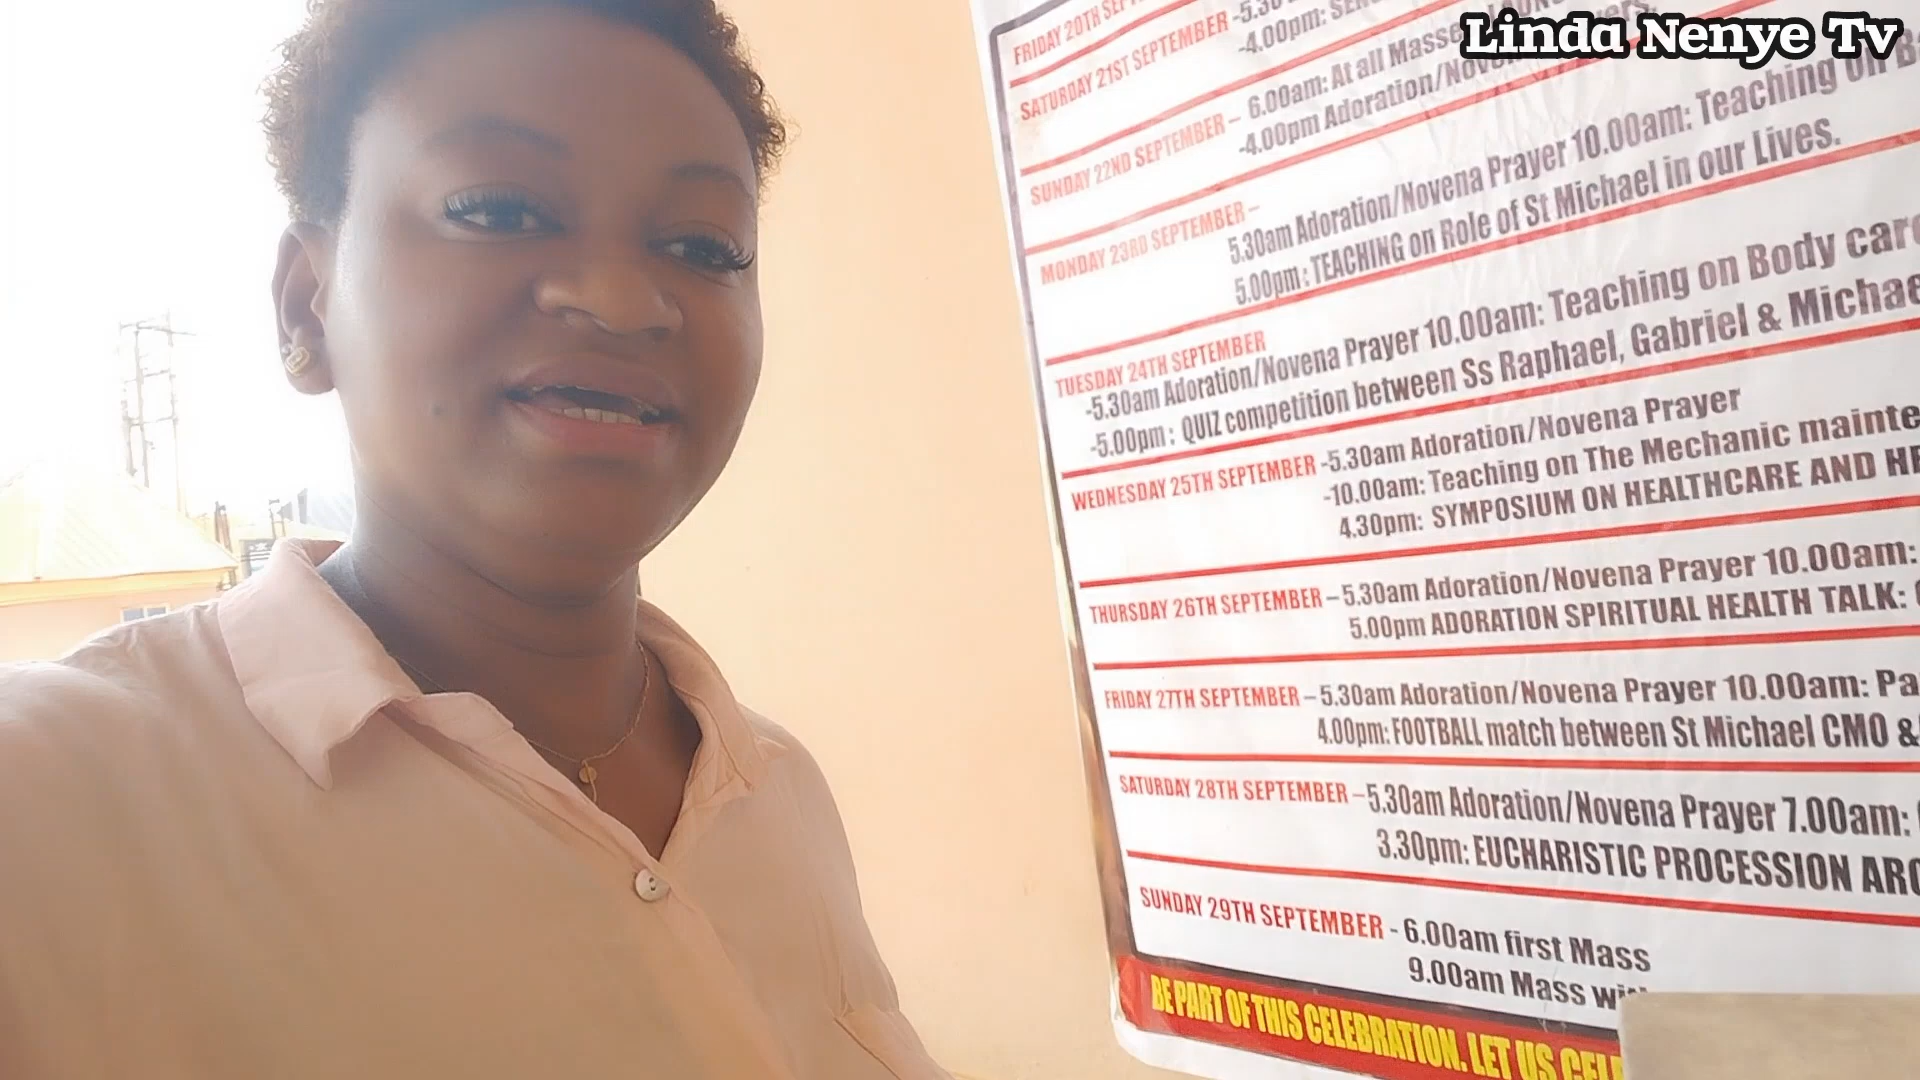 Linda Nenye Tv
FRIDAY 20TH
SATURDAY 21ST SEPTEMBER
-4.00pm:
SUNDAY 22ND SEPTEMBER – 6.00am: At all
-4.00pm Adoration/
MONDAY 23RD SEPTEMBER –
5.30am Adoration/Novena Prayer 10.00am: Teaching on
5.00pm: TEACHING on Role of St Michael in our Lives.
TUESDAY 24TH SEPTEMBER
-5.30am Adoration/Novena Prayer 10.00am: Teaching on Body care
-5.00pm: QUIZ competition between Ss Raphael, Gabriel & Michae
WEDNESDAY 25TH SEPTEMBER -5.30am Adoration/Novena Prayer
-10.00am: Teaching on The Mechanic mainte
4.30pm: SYMPOSIUM ON HEALTHCARE AND HE
THURSDAY 26TH SEPTEMBER – 5.30am Adoration/Novena Prayer 10.00am:
5.00pm ADORATION SPIRITUAL HEALTH TALK:
FRIDAY 27TH SEPTEMBER – 5.30am Adoration/Novena Prayer 10.00am: Pa
4.00pm: FOOTBALL match between St Michael CMO &
SATURDAY 28TH SEPTEMBER –5.30am Adoration/Novena Prayer 7.00am:
3.30pm: EUCHARISTIC PROCESSION ARO
SUNDAY 29TH SEPTEMBER - 6.00am first Mass
9.00am Mass wi
BE PART OF THIS CELEBRATION. LET US CELE